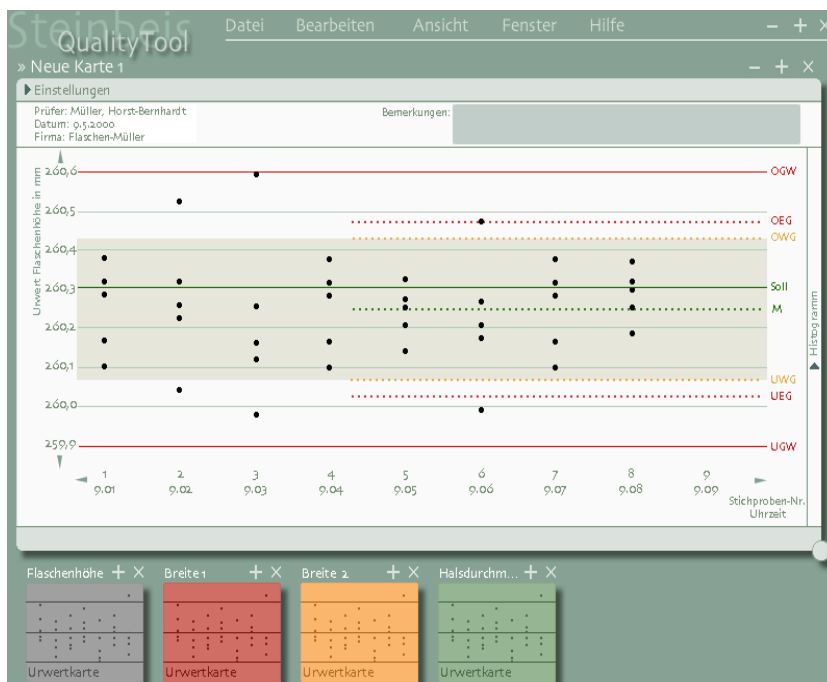 Steinbeis
QualityTool
Datei Bearbeiten Ansicht Fenster Hilfe
» Neue Karte 1
Einstellungen
Prüfer: Müller, Horst-Bernhardt
Datum: 9.5.2000
Firma: Flaschen-Müller
Bemerkungen:
Urwert Flaschenhöhe in mm
260,6
260,5
260,4
260,3
260,2
260,1
260,0
259,9
OGW
OEG
OWG
Soll
M
UWG
UEG
UGW
Histogramm
1 2 3 4 5 6 7 8 9
9.01 9.02 9.03 9.04 9.05 9.06 9.07 9.08 9.09
Stichproben-Nr.
Uhrzeit
Flaschenhöhe Breite 1 Breite 2 Halsdurchm...
Urwertkarte Urwertkarte Urwertkarte Urwertkarte